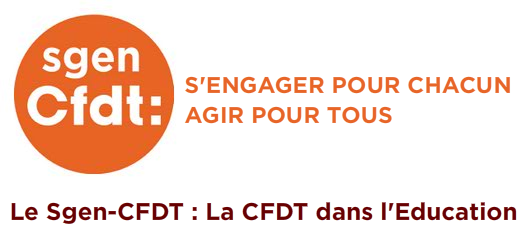 sgen
Cfdt:
S'ENGAGER POUR CHACUN
AGIR POUR TOUS
Le Sgen-CFDT : La CFDT dans l'Education